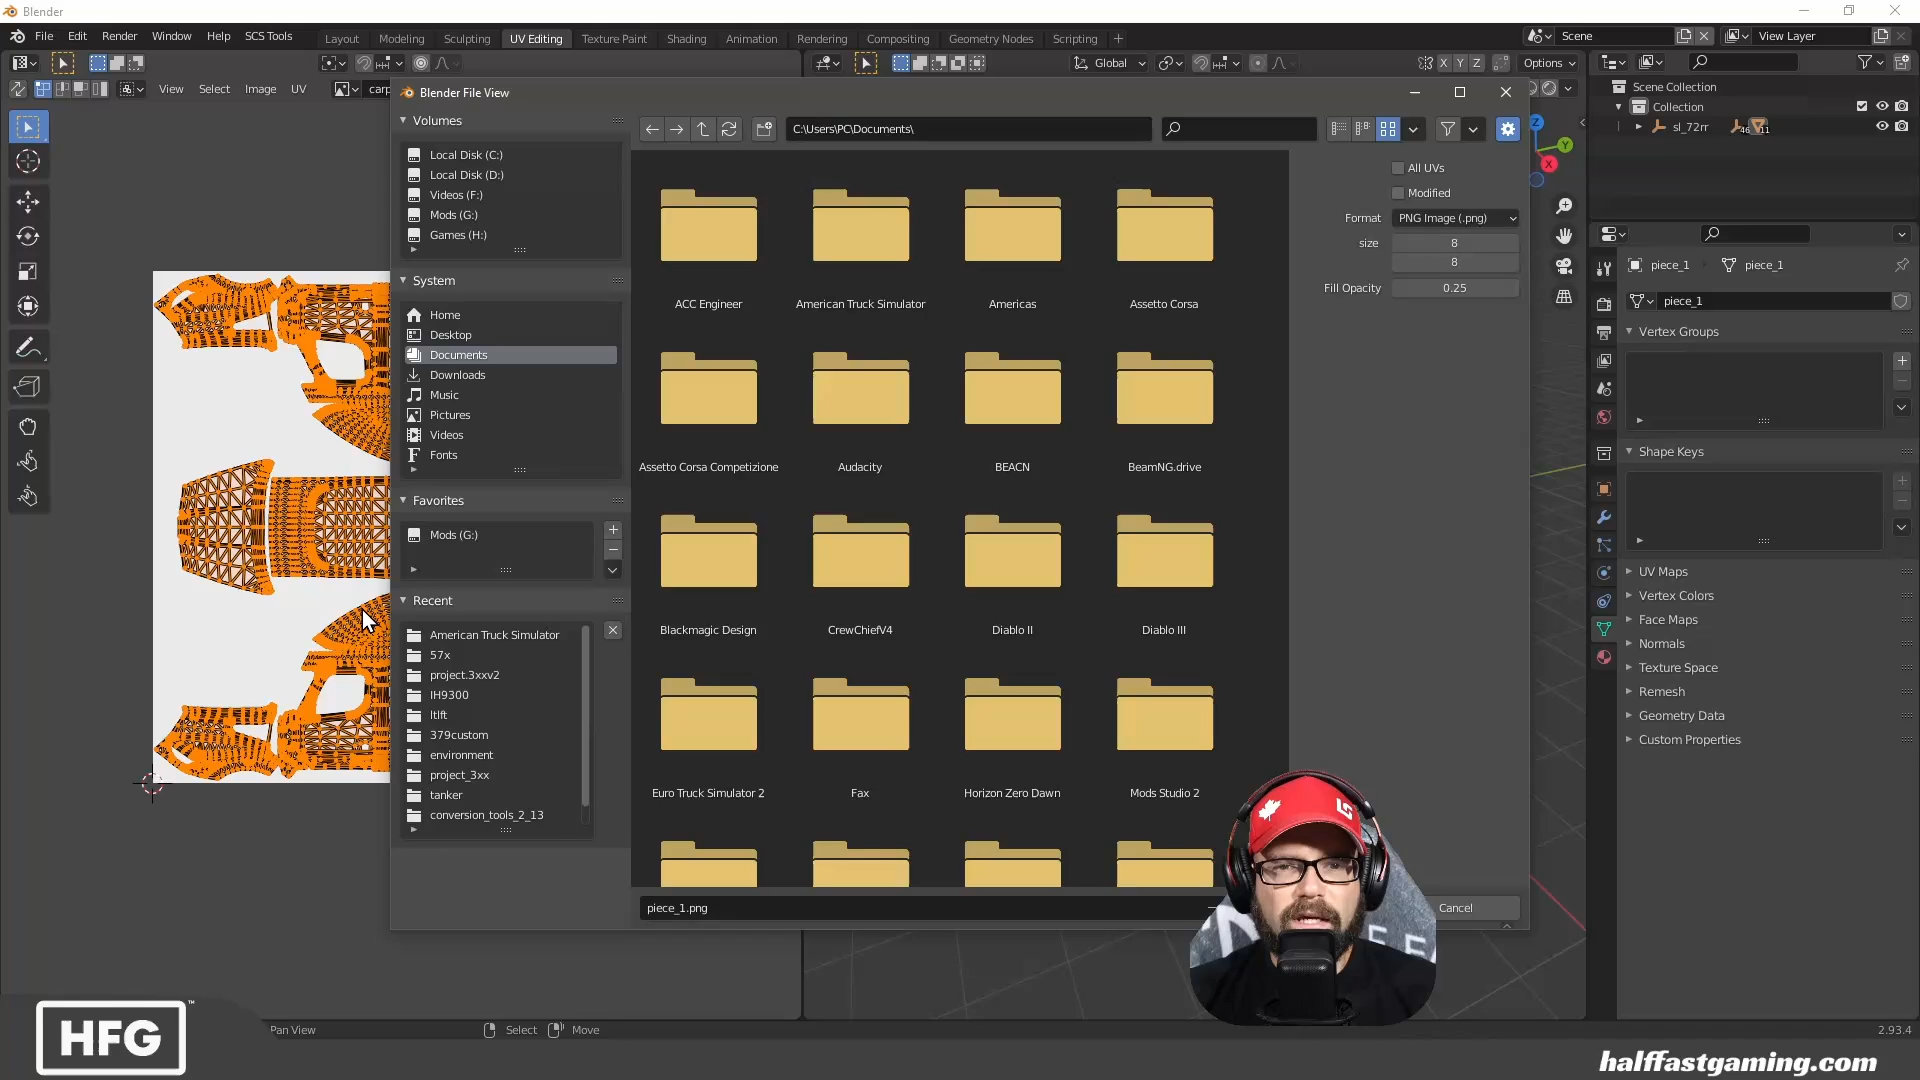 Blender
File Edit Render Window Help SCS Tools
Layout Modeling Sculpting UV Editing Texture Paint Shading Animation Rendering Compositing Geometry Nodes Scripting +
Scene
View Layer
Global
X Y Z
Options
View Select Image UV
carp
Blender File View
Volumes
Local Disk (C:)
Local Disk (D:)
Videos (F:)
Mods (G:)
Games (H:)
System
Home
Desktop
Documents
Downloads
Music
Pictures
Videos
Fonts
Favorites
Mods (G:)
Recent
American Truck Simulator
57x
project.3xxv2
IH9300
ltlft
379custom
environment
project_3xx
tanker
conversion_tools_2_13
C:\Users\PC\Documents\
ACC Engineer
American Truck Simulator
Americas
Assetto Corsa
Assetto Corsa Competizione
Audacity
BEACN
BeamNG.drive
Blackmagic Design
CrewChiefV4
Diablo II
Diablo III
Euro Truck Simulator 2
Fax
Horizon Zero Dawn
Mods Studio 2
piece_1.png
All UVs
Modified
Format PNG Image (.png)
size 8
8
Fill Opacity 0.25
Cancel
Z
Y
X
Scene Collection
Collection
sl_72rr
46
11
piece_1 piece_1
piece_1
Vertex Groups
Shape Keys
UV Maps
Vertex Colors
Face Maps
Normals
Texture Space
Remesh
Geometry Data
Custom Properties
Pan View
Select
Move
2.93.4
HFG™
halffastgaming.com